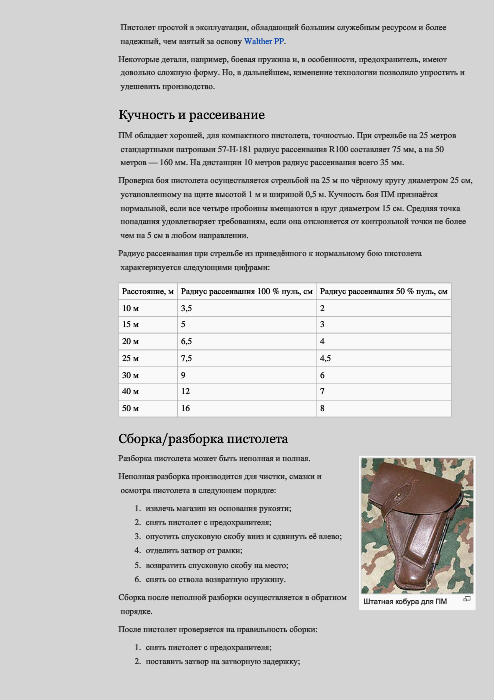 Пистолет простой в эксплуатации, обладающий большим служебным ресурсом и более
надежный, чем взятый за основу Walther PP.
Некоторые детали, например, боевая пружина и, в особенности, предохранитель, имеют
довольно сложную форму. Но, в дальнейшем, изменение технологии позволило упростить и
удешевить производство.
Кучность и рассеивание
ПМ обладает хорошей, для компактного пистолета, точностью. При стрельбе на 25 метров
стандартными патронами 57-Н-181 радиус рассеивания R100 составляет 75 мм, а на 50
метров — 160 мм. На дистанции 10 метров радиус рассеивания всего 35 мм.
Проверка боя пистолета осуществляется стрельбой на 25 м по чёрному кругу диаметром 25 см,
установленному на щите высотой 1 м и шириной 0,5 м. Кучность боя ПМ признаётся
нормальной, если все четыре пробоины вмещаются в круг диаметром 15 см. Средняя точка
попадания удовлетворяет требованиям, если она отклоняется от контрольной точки не более
чем на 5 см в любом направлении.
Радиус рассеивания при стрельбе из приведённого к нормальному бою пистолета
характеризуется следующими цифрами:
Расстояние, м Радиус рассеивания 100 % пуль, см Радиус рассеивания 50 % пуль, см
10 м 3,5 2
15 м 5 3
20 м 6,5 4
25 м 7,5 4,5
30 м 9 6
40 м 12 7
50 м 16 8
Сборка/разборка пистолета
Разборка пистолета может быть неполная и полная.
Неполная разборка производится для чистки, смазки и
осмотра пистолета в следующем порядке:
1. извлечь магазин из основания рукояти;
2. снять пистолет с предохранителя;
3. опустить спусковую скобу вниз и сдвинуть её влево;
4. отделить затвор от рамки;
5. возвратить спусковую скобу на место;
6. снять со ствола возвратную пружину.
Штатная кобура для ПМ
Сборка после неполной разборки осуществляется в обратном
порядке.
После пистолет проверяется на правильность сборки:
1. снять пистолет с предохранителя;
2. поставить затвор на затворную задержку;